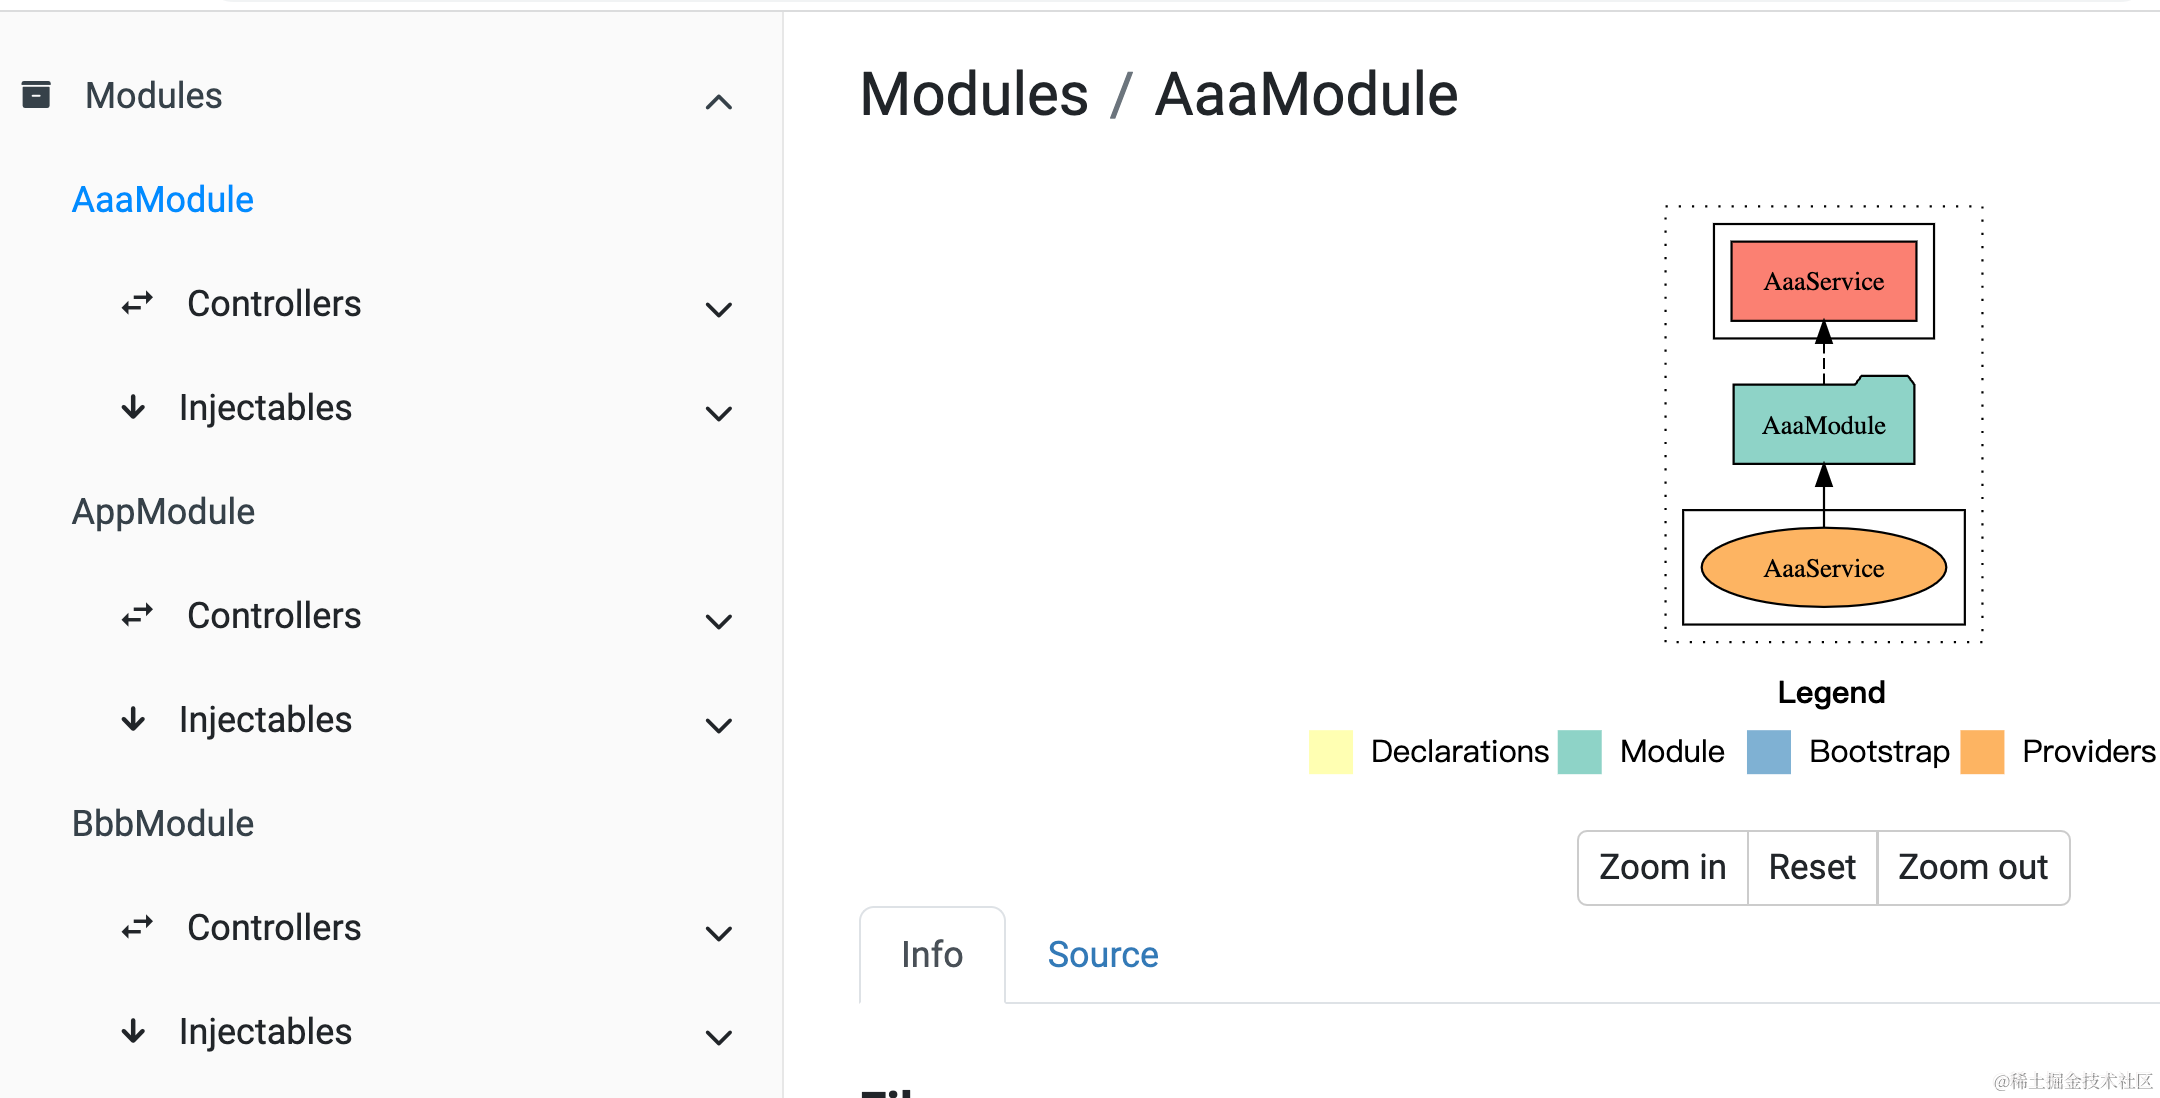 Modules
AaaModule
Controllers
Injectables
AppModule
Controllers
Injectables
BbbModule
Controllers
Injectables
Modules / AaaModule
AaaService
AaaModule
AaaService
Legend
Declarations Module Bootstrap Providers
Zoom in Reset Zoom out
Info Source
@稀土掘金技术社区